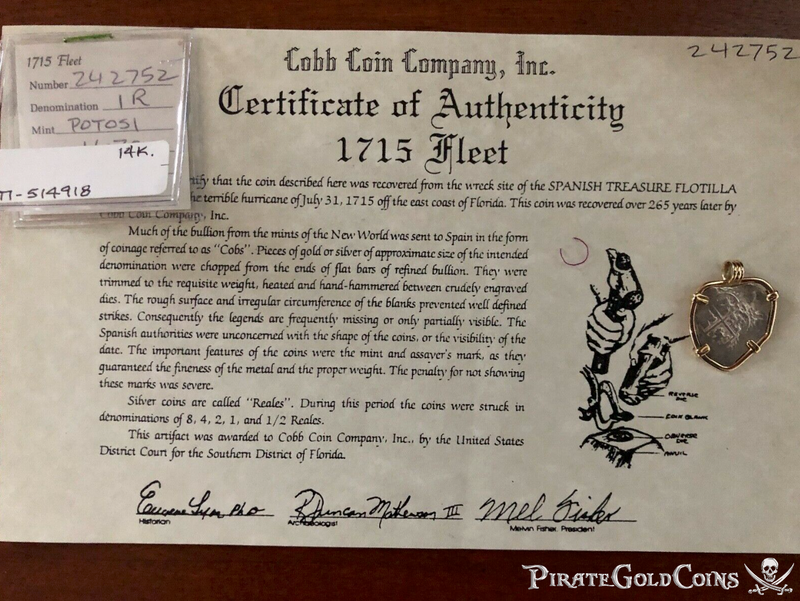 242752
Cobb Coin Company, Inc.
Certificate of Authenticity
1715 Fleet
1715 Fleet
Number 242752
Denomination 1R
Mint POTOSI
14K.
TI-514918
that the coin described here was recovered from the wreck site of the SPANISH TREASURE FLOTILLA
the terrible hurricane of July 31, 1715 off the east coast of Florida. This coin was recovered over 265 years later by
Cobb Coin Company, Inc.
Much of the bullion from the mints of the New World was sent to Spain in the form
of coinage referred to as "Cobs". Pieces of gold or silver of approximate size of the intended
denomination were chopped from the ends of flat bars of refined bullion. They were
trimmed to the requisite weight, heated and hand-hammered between crudely engraved
dies. The rough surface and irregular circumference of the blanks prevented well defined
strikes. Consequently the legends are frequently missing or only partially visible. The
Spanish authorities were unconcerned with the shape of the coins, or the visibility of the
date. The important features of the coins were the mint and assayer's mark, as they
guaranteed the fineness of the metal and the proper weight. The penalty for not showing
these marks was severe.
Silver coins are called "Reales". During this period the coins were struck in
denominations of 8, 4, 2, 1, and 1/2 Reales.
This artifact was awarded to Cobb Coin Company, Inc., by the United States
District Court for the Southern District of Florida.
REVERSE
DIE
COIN BLANK
OBVERSE
DIE
ANVIL
Eugene Lyon PhD R Duncan Mathewson III Mel Fisher
Historian Archaeologist Melvin Fisher, President
PIRATEGOLDCOINS